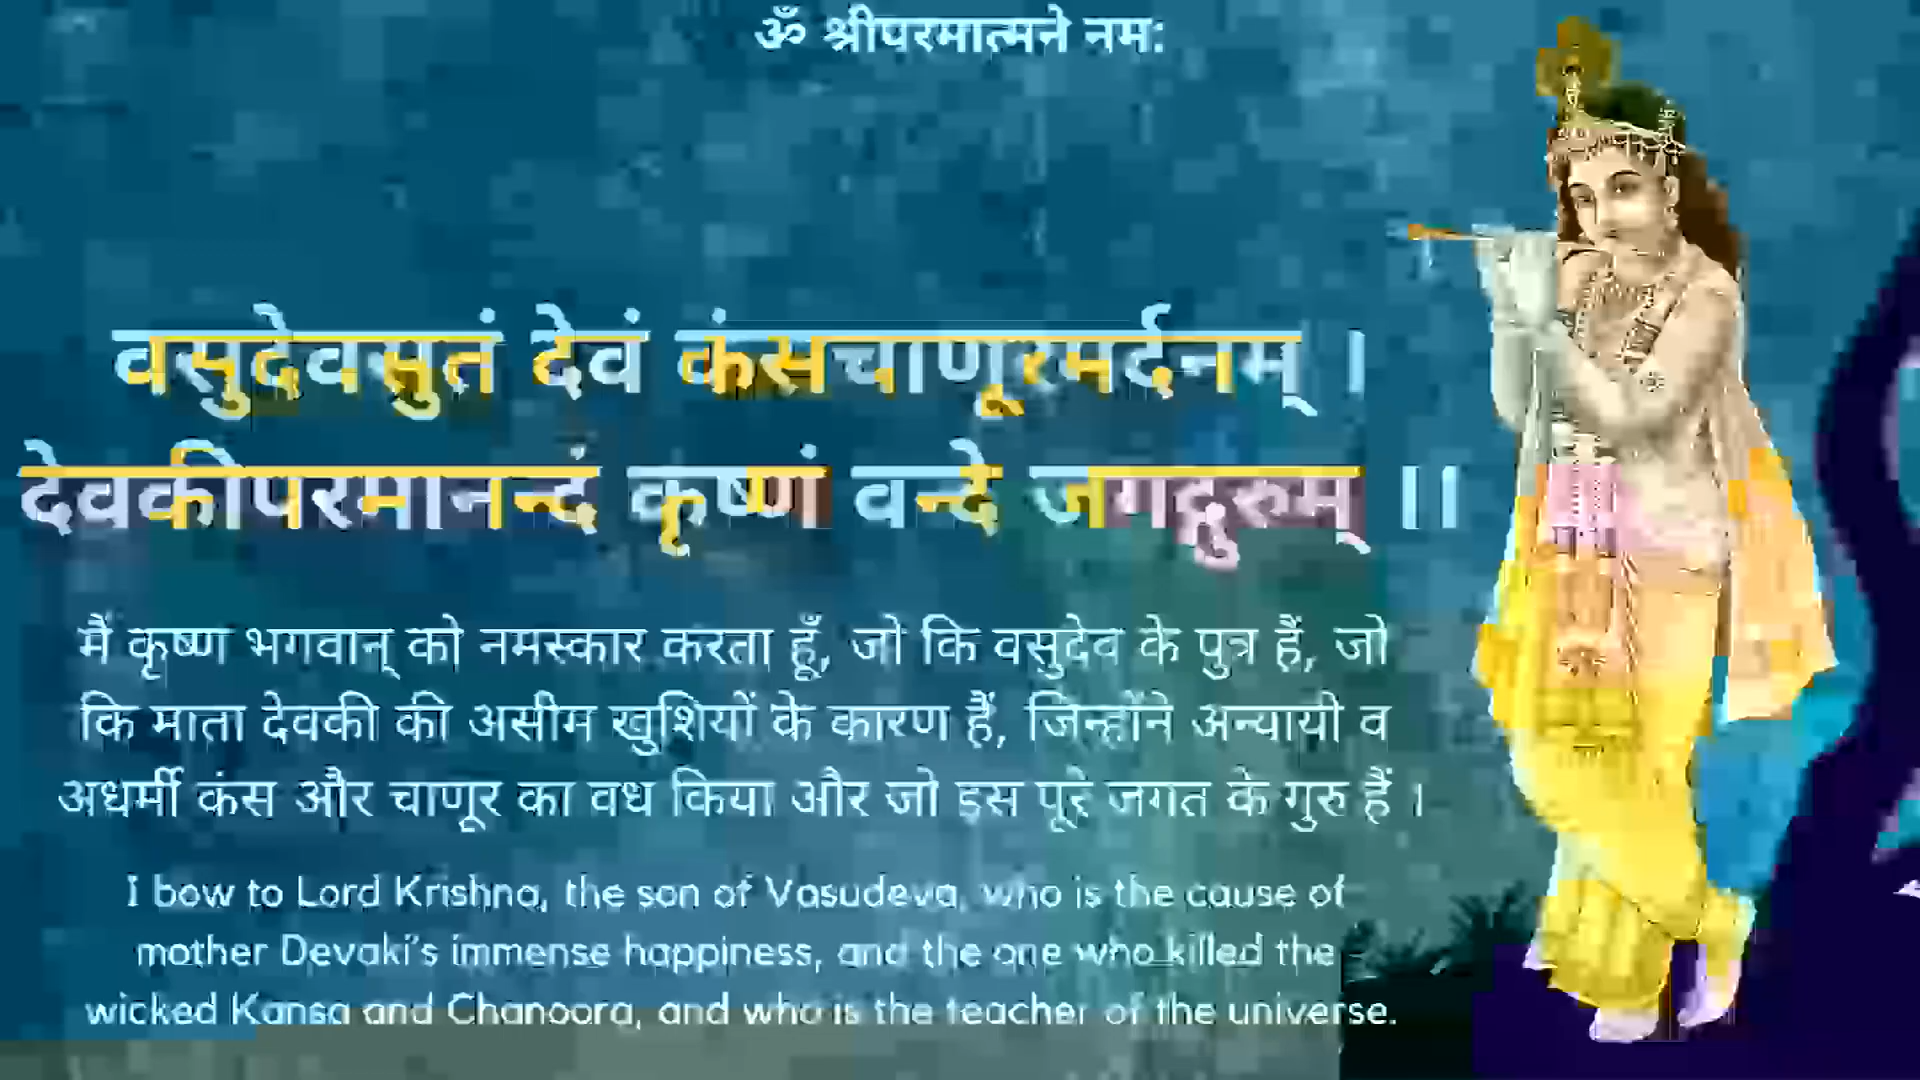 ॐ श्रीपरमात्मने नम:
वसुदेवसुतं देवं कंसचाणूरमर्दनम् ।
देवकीपरमानन्दं कृष्णं वन्दे जगद्गुरुम् ।।
मैं कृष्ण भगवान् को नमस्कार करता हूँ, जो कि वसुदेव के पुत्र हैं, जो
कि माता देवकी की असीम खुशियों के कारण हैं, जिन्होंने अन्यायी व
अधर्मी कंस और चाणूर का वध किया और जो इस पूरे जगत के गुरु हैं ।
I bow to Lord Krishna, the son of Vasudeva, who is the cause of
mother Devaki's immense happiness, and the one who killed the
wicked Kansa and Chanoora, and who is the teacher of the universe.